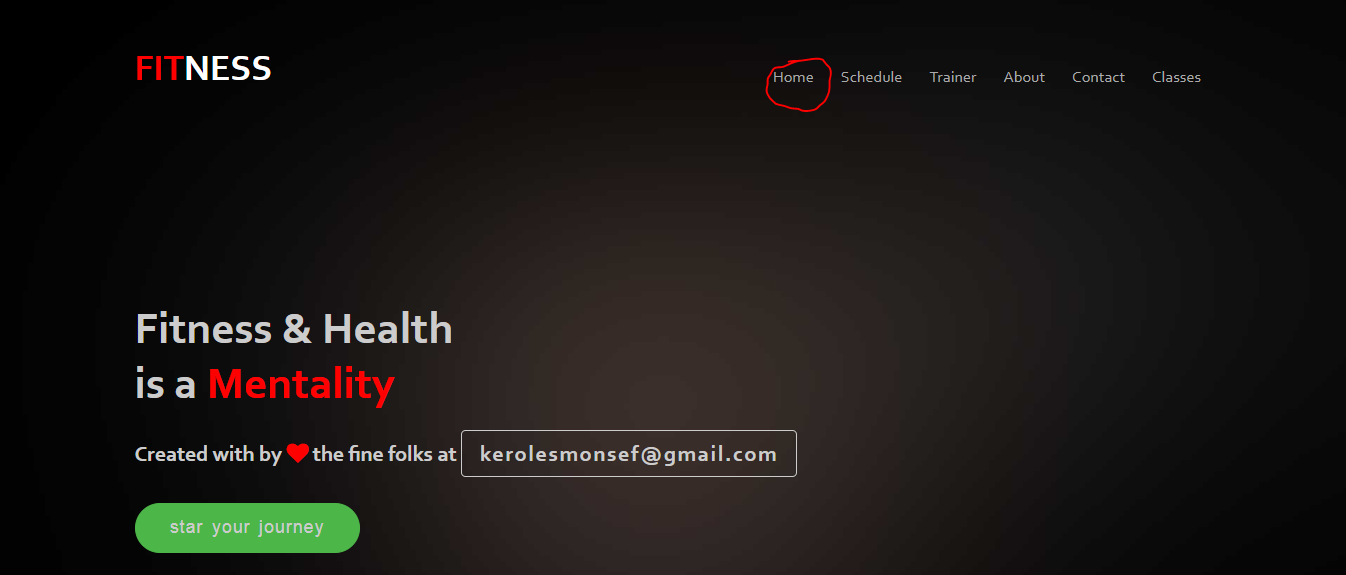 FITNESS
Home Schedule Trainer About Contact Classes
Fitness & Health
is a Mentality
Created with by ❤ the fine folks at kerolesmonsef@gmail.com
star your journey